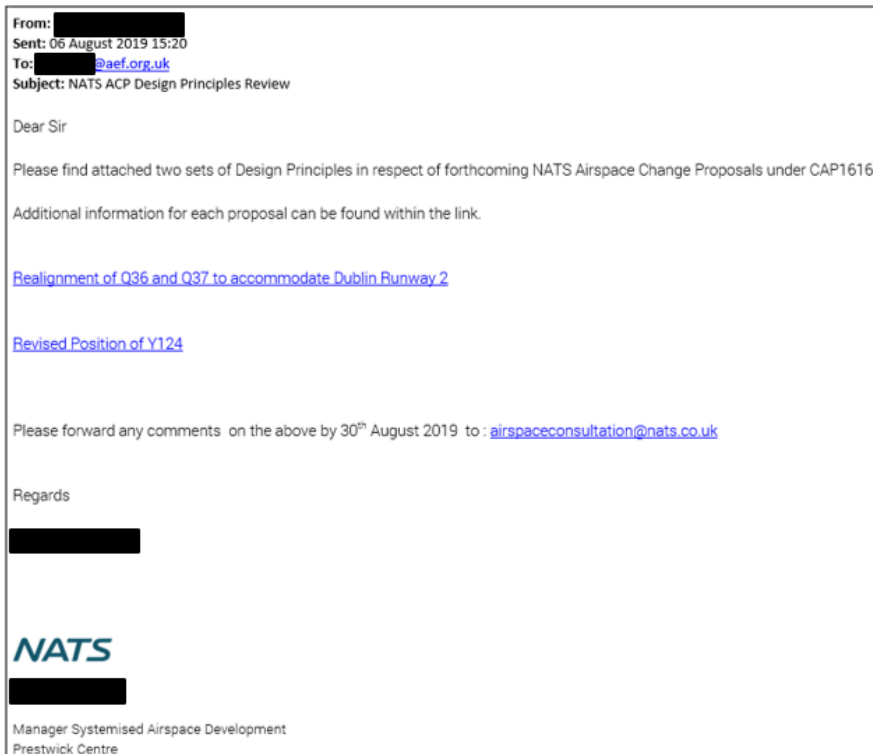 From:
Sent: 06 August 2019 15:20
To: @aef.org.uk
Subject: NATS ACP Design Principles Review
Dear Sir
Please find attached two sets of Design Principles in respect of forthcoming NATS Airspace Change Proposals under CAP1616
Additional information for each proposal can be found within the link.
Realignment of Q36 and Q37 to accommodate Dublin Runway 2
Revised Position of Y124
Please forward any comments on the above by 30th August 2019 to : airspaceconsultation@nats.co.uk
Regards
NATS
Manager Systemised Airspace Development
Prestwick Centre